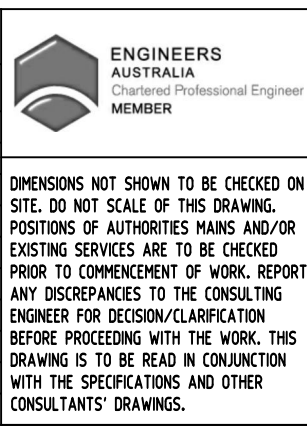 ENGINEERS
AUSTRALIA
Chartered Professional Engineer
MEMBER
DIMENSIONS NOT SHOWN TO BE CHECKED ON
SITE. DO NOT SCALE OF THIS DRAWING.
POSITIONS OF AUTHORITIES MAINS AND/OR
EXISTING SERVICES ARE TO BE CHECKED
PRIOR TO COMMENCEMENT OF WORK. REPORT
ANY DISCREPANCIES TO THE CONSULTING
ENGINEER FOR DECISION/CLARIFICATION
BEFORE PROCEEDING WITH THE WORK. THIS
DRAWING IS TO BE READ IN CONJUNCTION
WITH THE SPECIFICATIONS AND OTHER
CONSULTANTS' DRAWINGS.